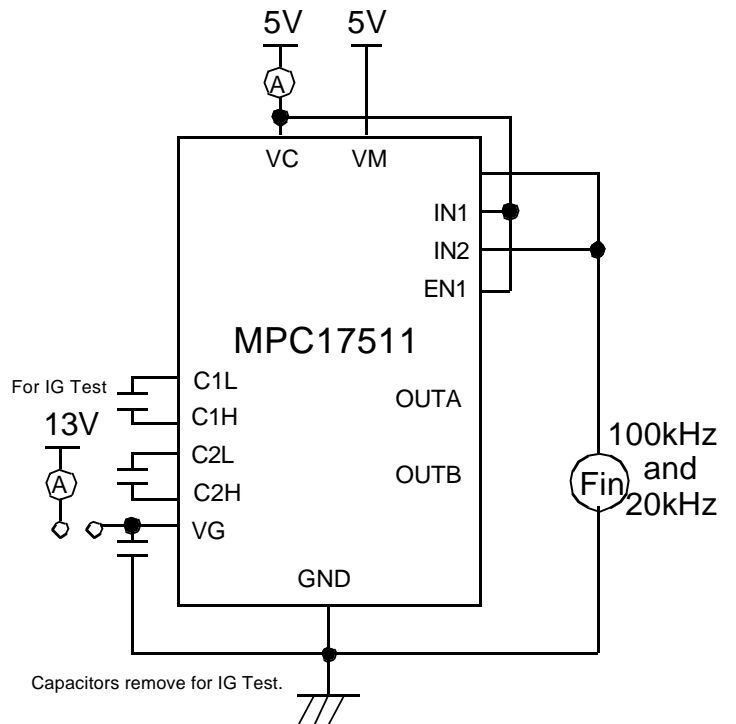 5V 5V
A
VC VM
IN1
IN2
EN1
MPC17511
For IG Test
C1L
OUTA
C1H
13V
C2L
OUTB
100kHz
and
20kHz
A
C2H
Fin
VG
GND
Capacitors remove for IG Test.